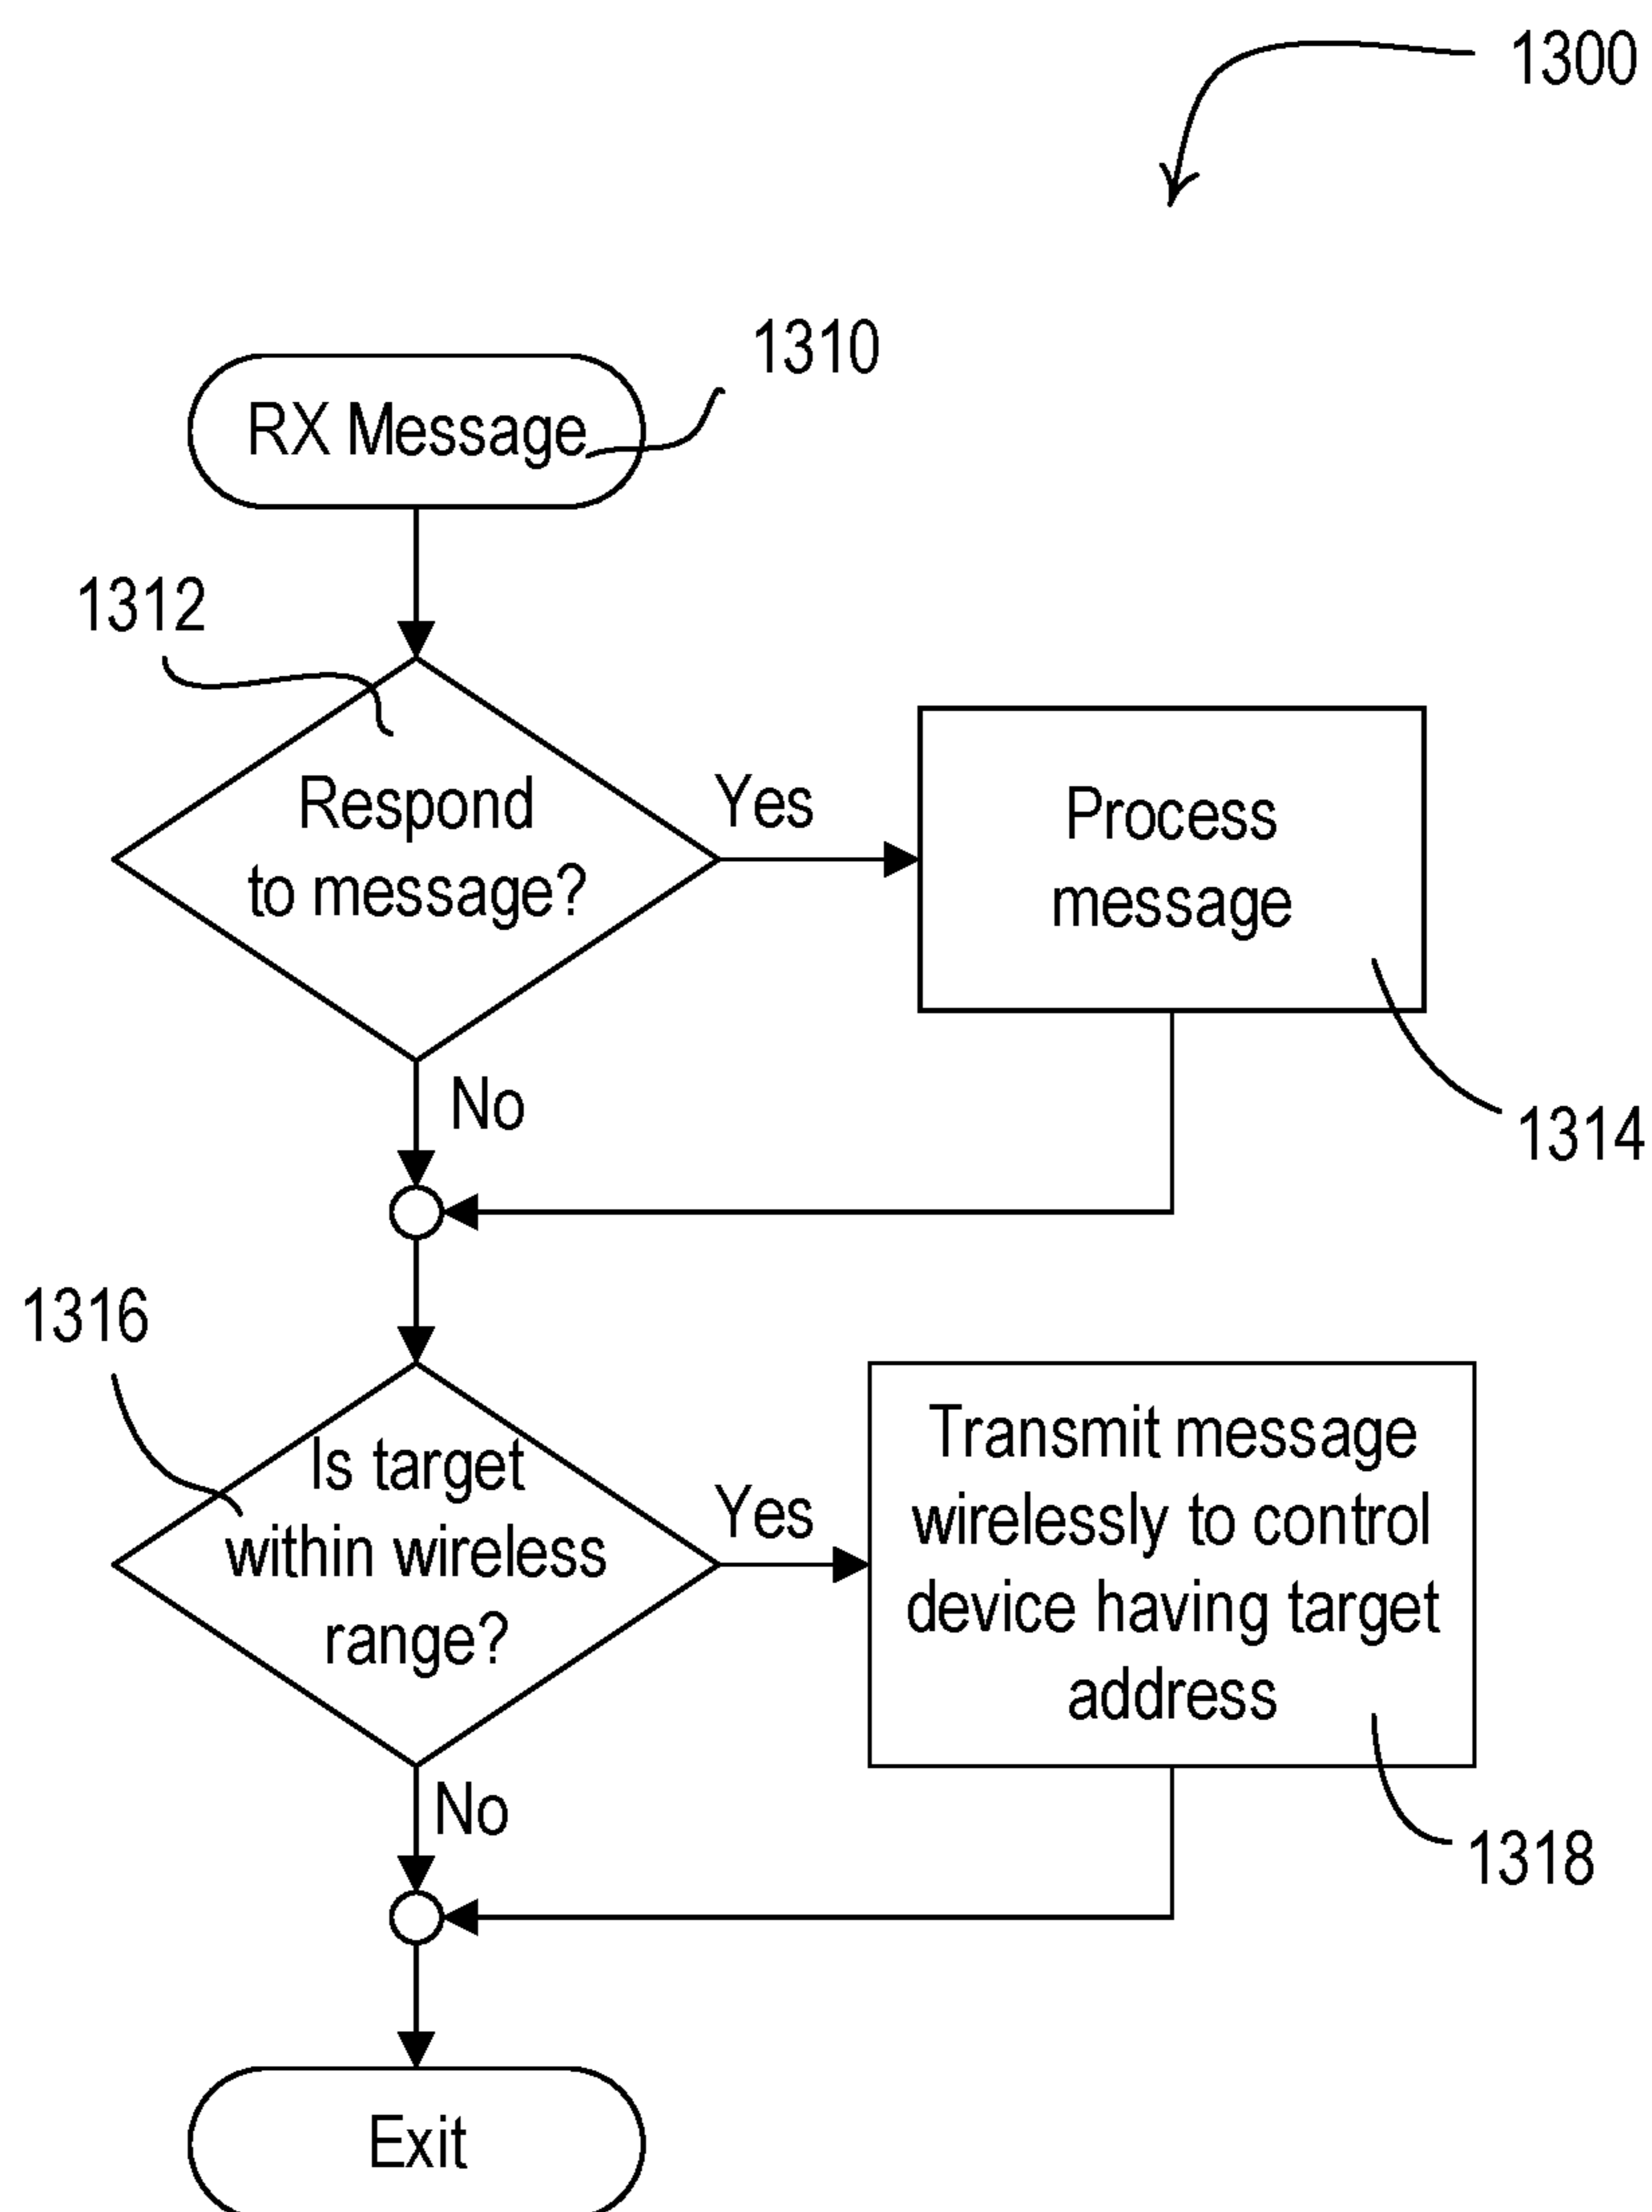 1300
1310
RX Message
1312
Respond
to message?
Yes
Process
message
No
1314
1316
Is target
within wireless
range?
Yes
Transmit message
wirelessly to control
device having target
address
No
1318
Exit